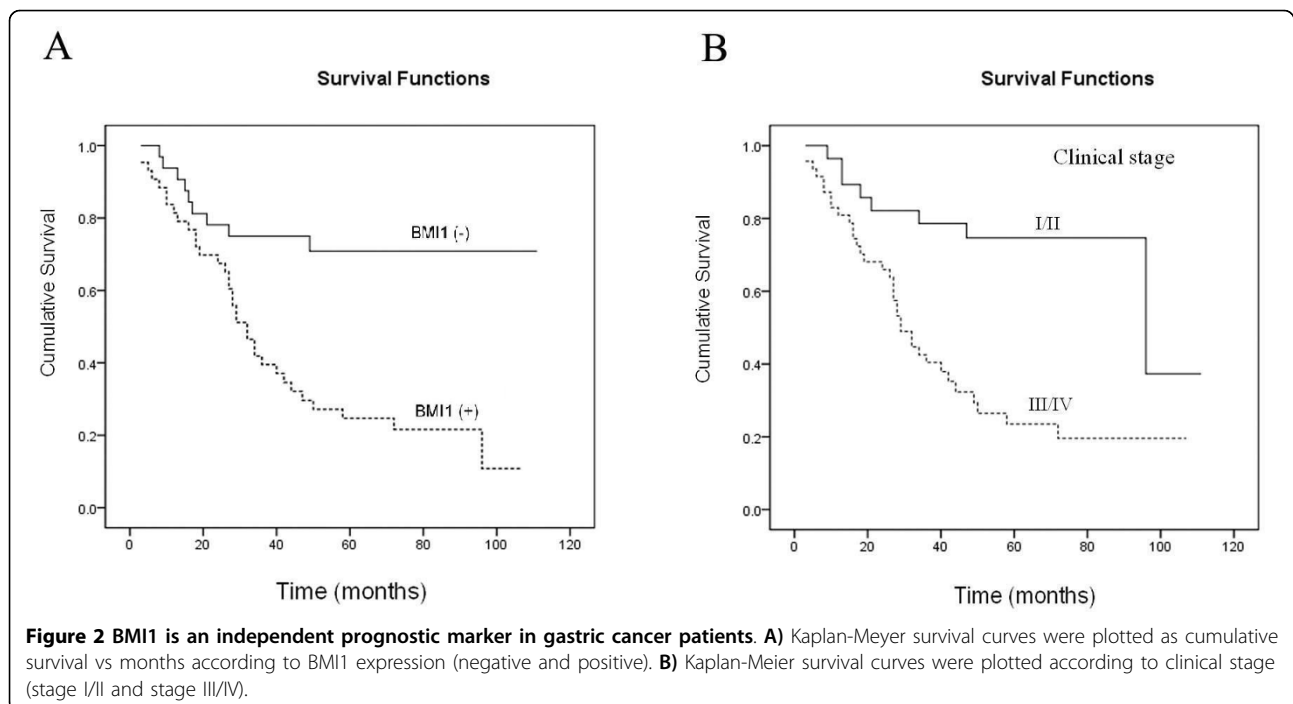 A
Survival Functions
Cumulative Survival
1.0
0.8
0.6
0.4
0.2
0.0
BMI1 (-)
BMI1 (+)
0 20 40 60 80 100 120
Time (months)
B
Survival Functions
Cumulative Survival
1.0
0.8
0.6
0.4
0.2
0.0
Clinical stage
I/II
III/IV
0 20 40 60 80 100 120
Time (months)
Figure 2 BMI1 is an independent prognostic marker in gastric cancer patients. A) Kaplan-Meyer survival curves were plotted as cumulative
survival vs months according to BMI1 expression (negative and positive). B) Kaplan-Meier survival curves were plotted according to clinical stage
(stage I/II and stage III/IV).